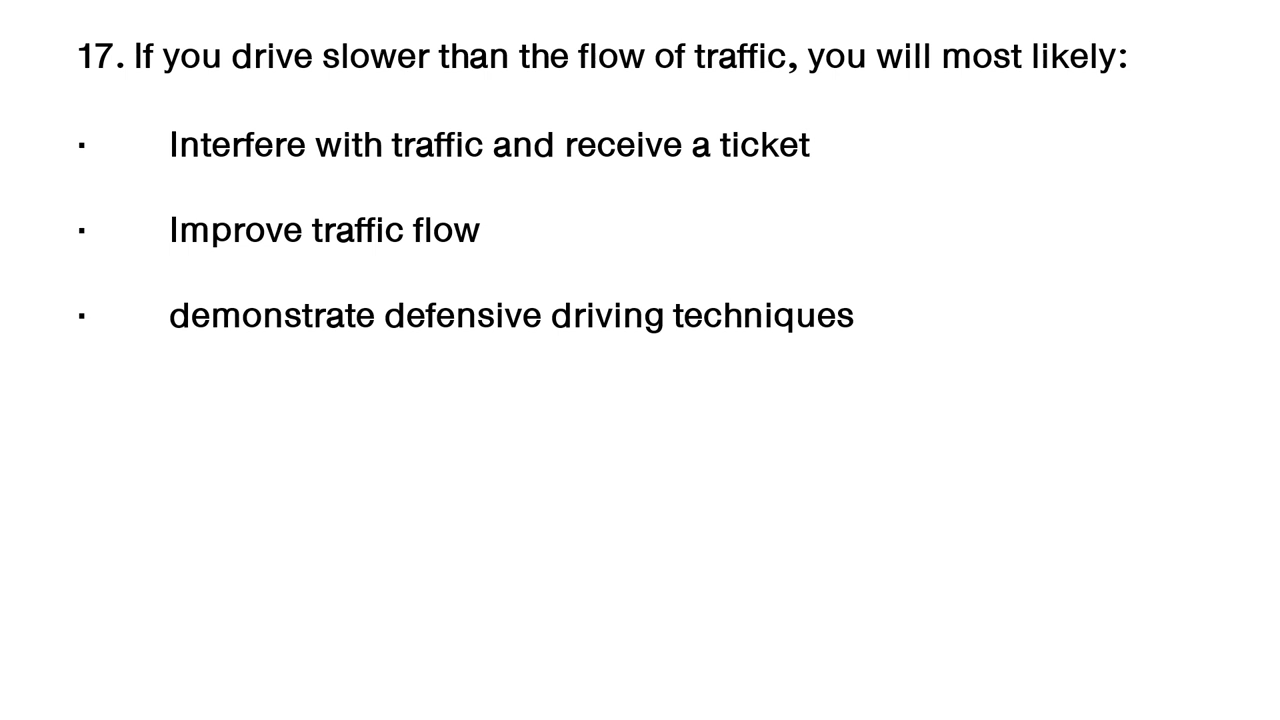 17. If you drive slower than the flow of traffic, you will most likely:
· Interfere with traffic and receive a ticket
· Improve traffic flow
· demonstrate defensive driving techniques